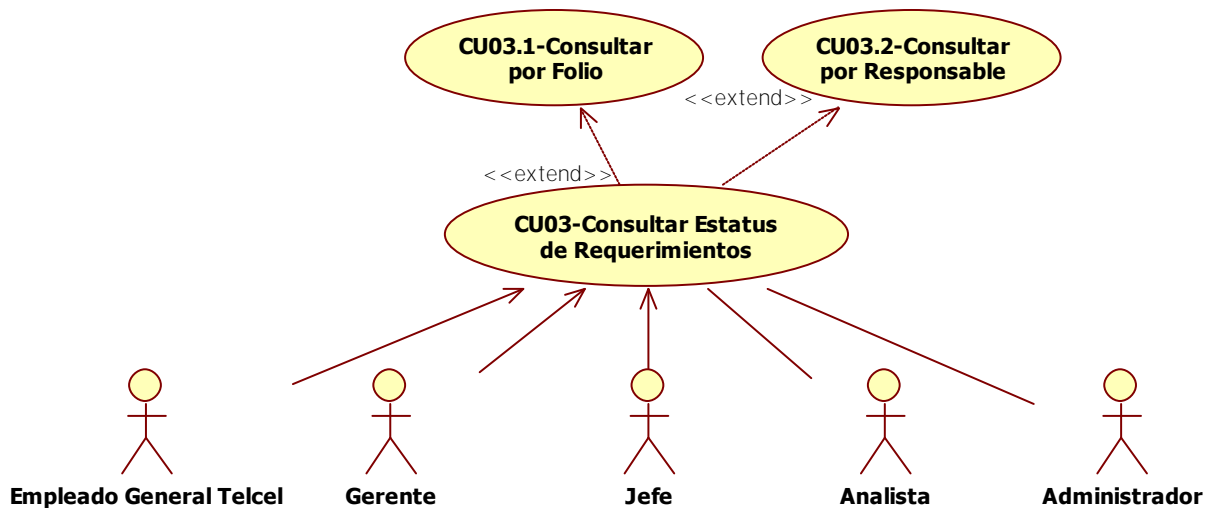 CU03.1-Consultar
por Folio
CU03.2-Consultar
por Responsable
<<extend>>
<<extend>>
CU03-Consultar Estatus
de Requerimientos
Empleado General Telcel
Gerente
Jefe
Analista
Administrador